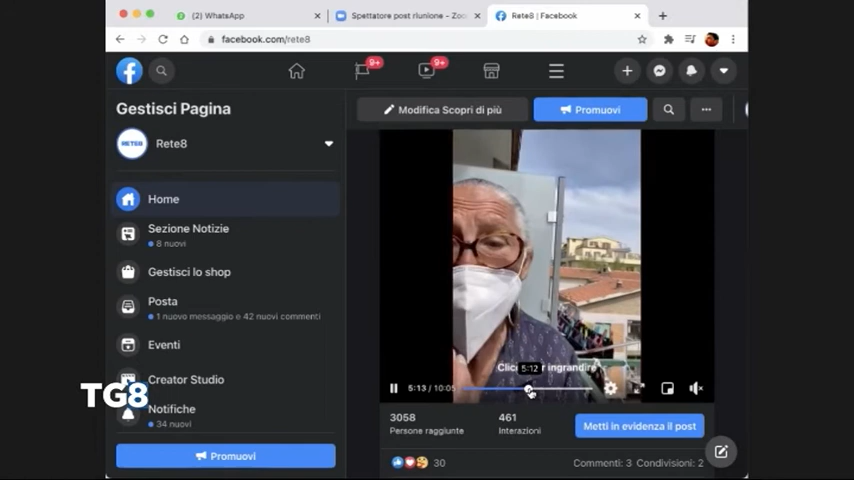 WhatsApp
Spettatore post riunione - Zoo
Rete8 | Facebook
facebook.com/rete8
9+
9+
Gestisci Pagina
Modifica Scopri di più
Promuovi
RETE8
Rete8
Home
Sezione Notizie
8 nuovi
Gestisci lo shop
Posta
1 nuovo messaggio e 42 nuovi commenti
Eventi
Creator Studio
Notifiche
34 nuovi
Promuovi
TG8
Clicc r ingrandire
5:12
5:13 / 10:05
3058
Persone raggiunte
461
Interazioni
Metti in evidenza il post
30
Commenti: 3 Condivisioni: 2